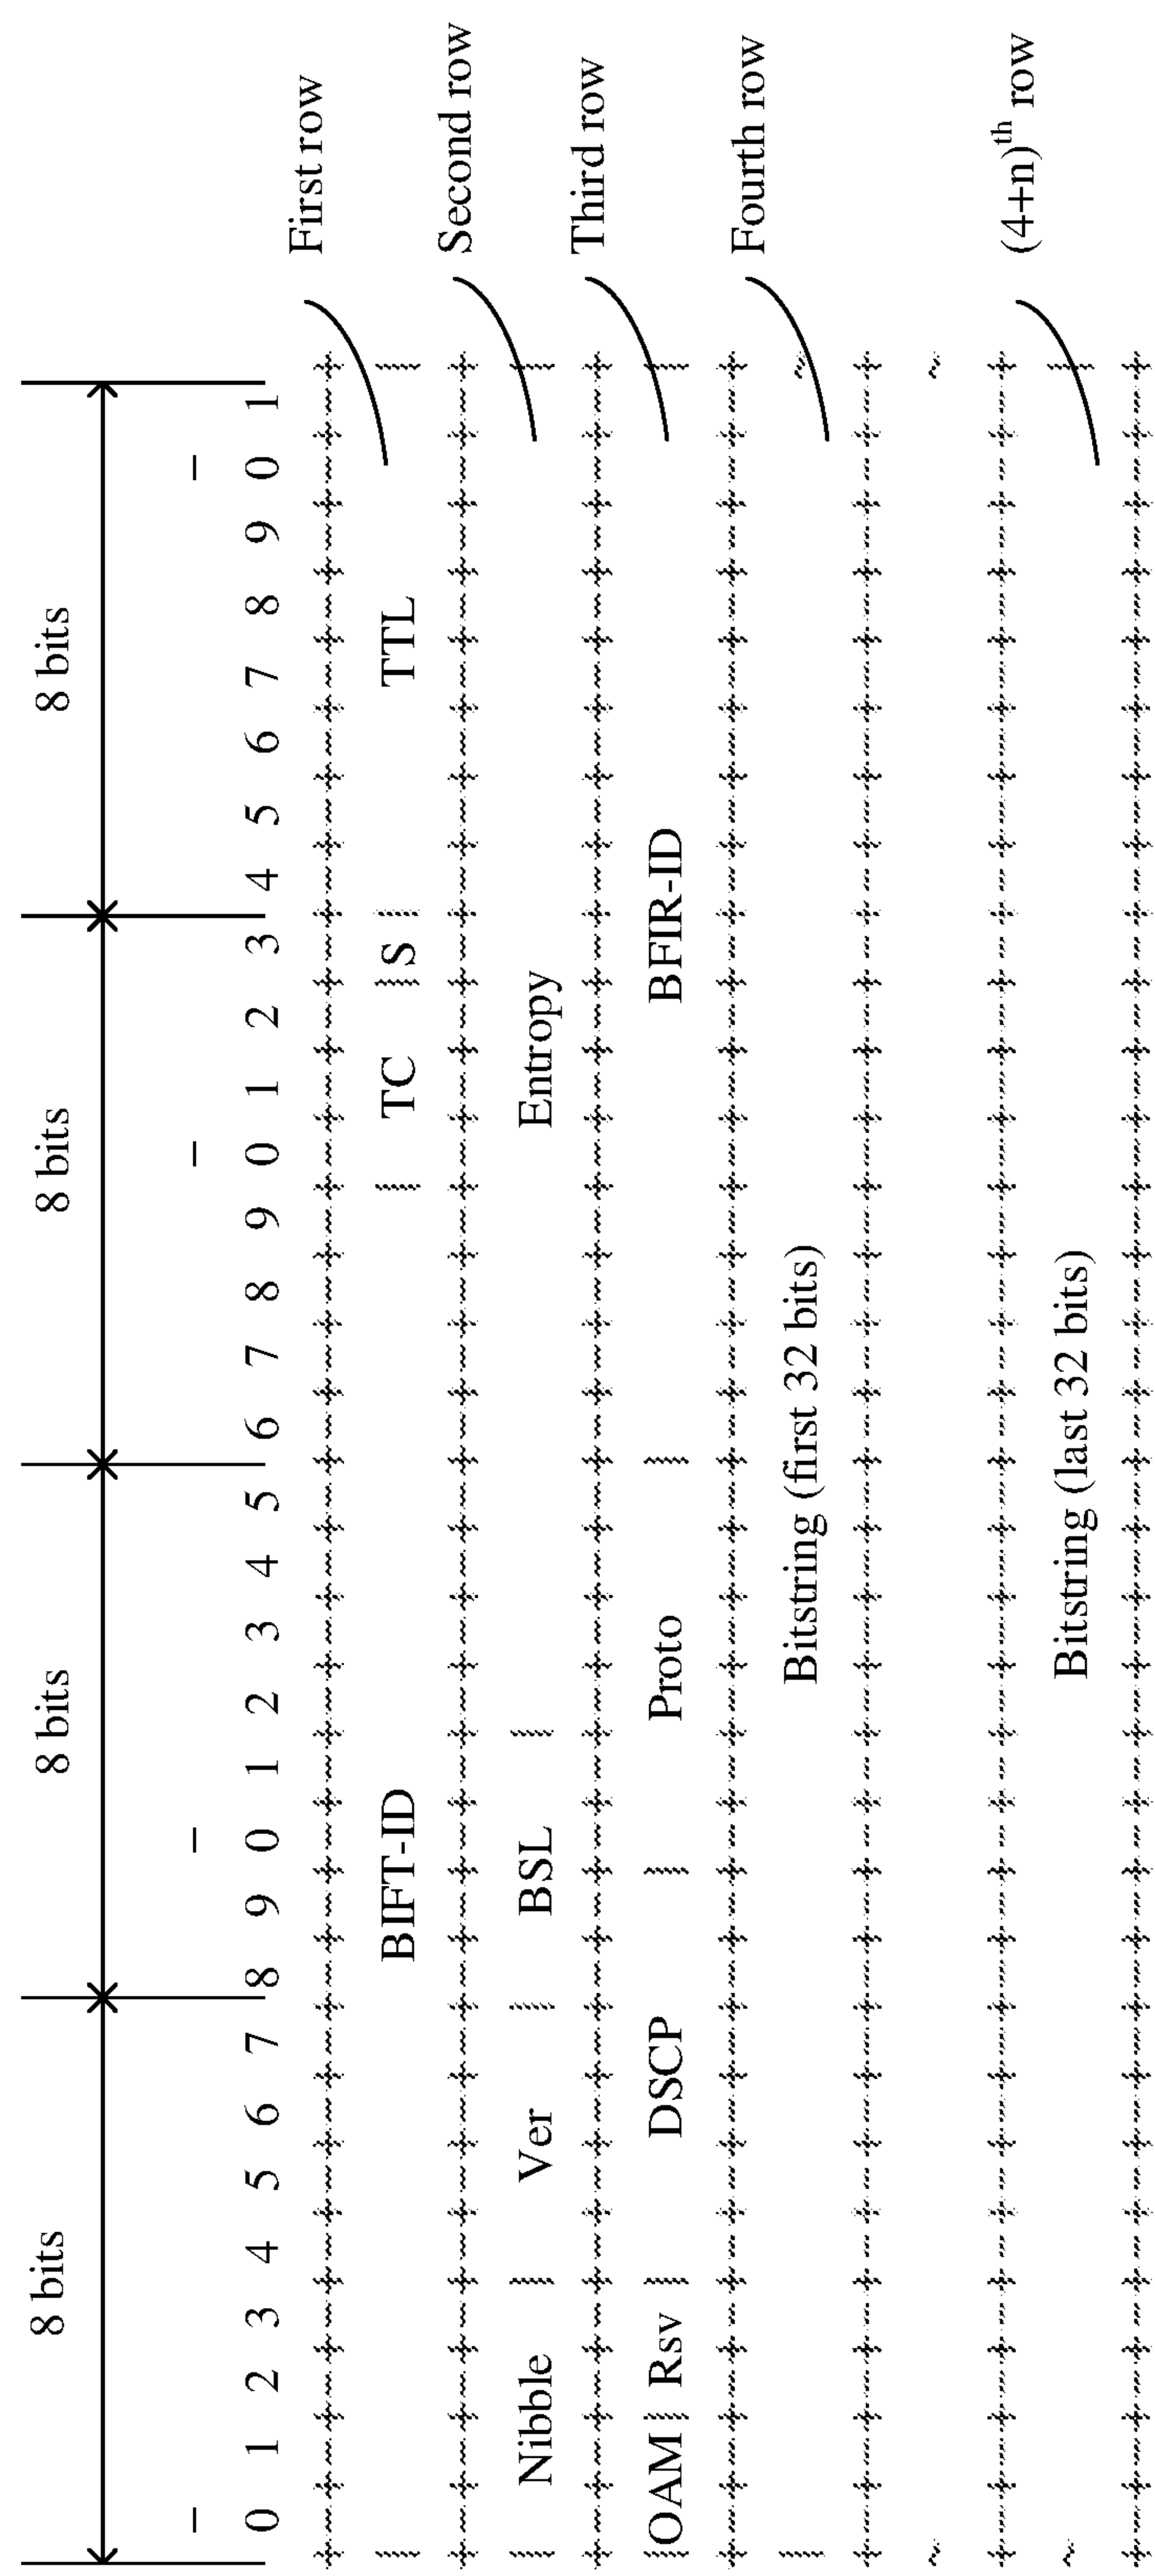 8 bits 8 bits 8 bits 8 bits
0 1 2 3 4 5 6 7 8 9 0 1 2 3 4 5 6 7 8 9 0 1 2 3 4 5 6 7 8 9 0 1
BIFT-ID TC S TTL First row
Nibble Ver BSL Entropy Second row
OAM Rsv DSCP Proto BFIR-ID Third row
Bitstring (first 32 bits) Fourth row
Bitstring (last 32 bits) (4+n)th row